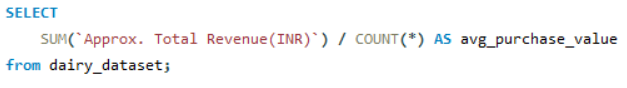 SELECT
SUM(`Approx. Total Revenue(INR)`) / COUNT(*) AS avg_purchase_value
from dairy_dataset;